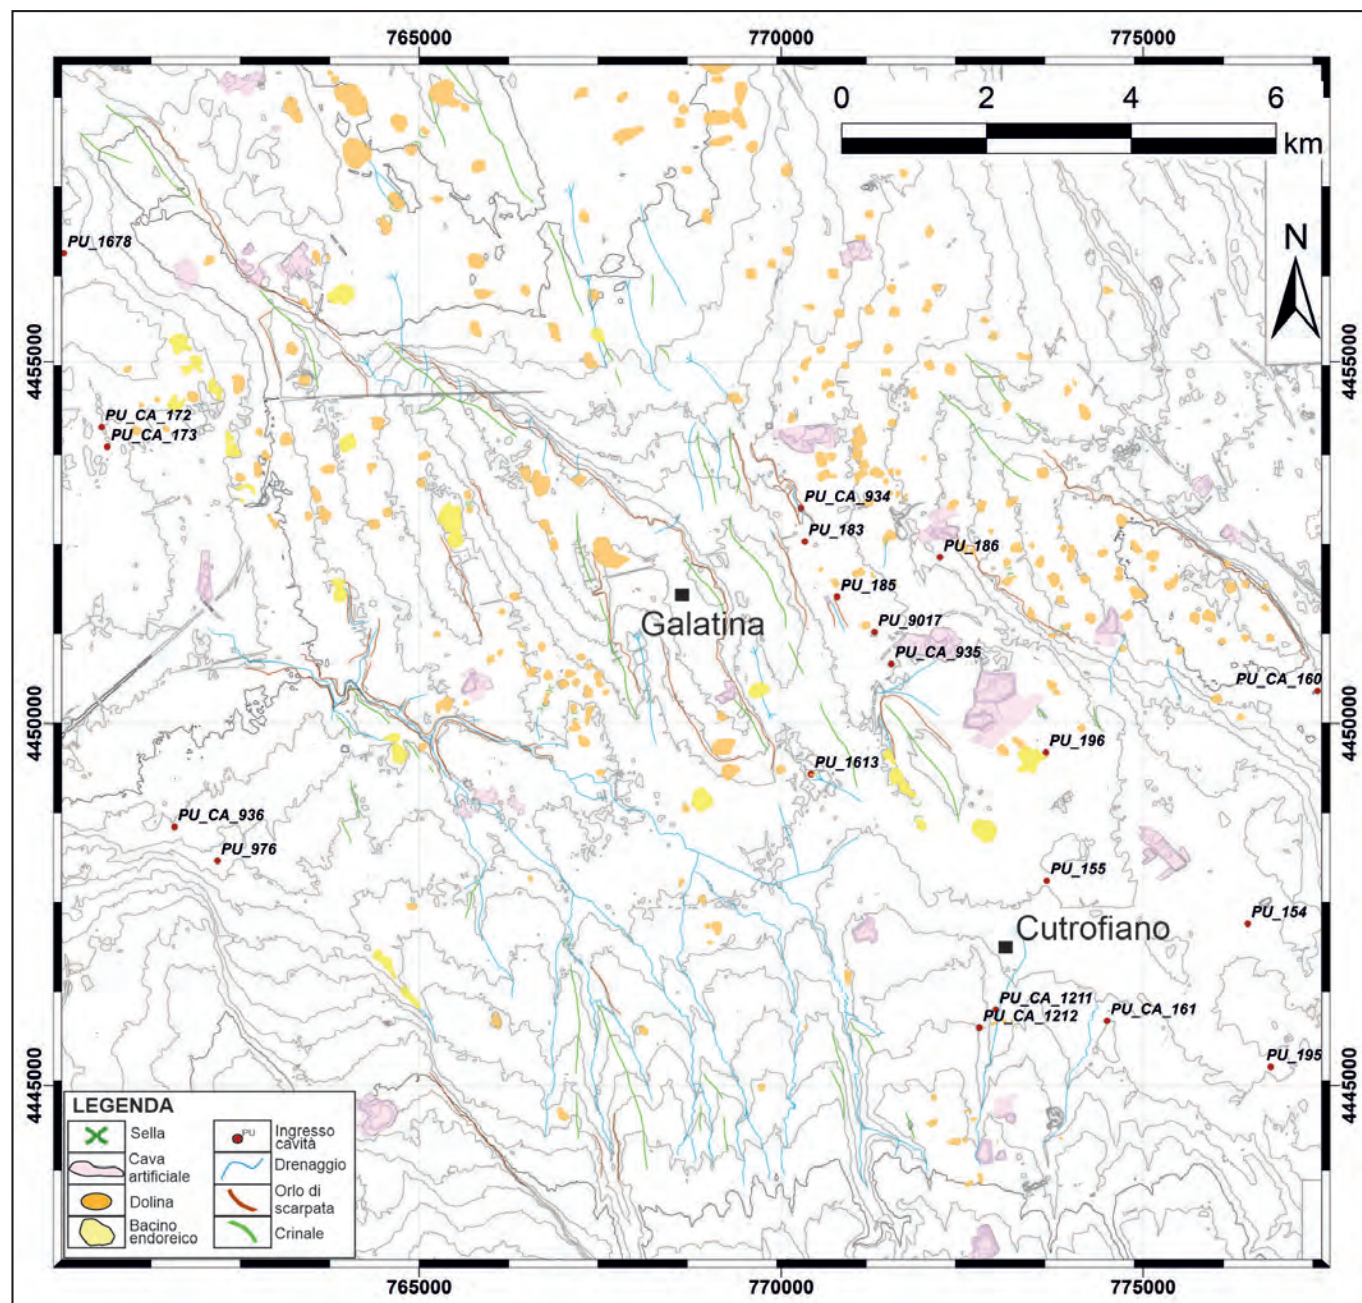 765000 770000 775000
0 2 4 6
km
N
PU_1678
4455000 4455000
PU_CA_172
PU_CA_173
PU_CA_934
PU_183
PU_186
PU_185
Galatina
PU_9017
PU_CA_935
PU_CA_160
4450000 4450000
PU_196
PU_1613
PU_CA_936
PU_976
PU_155
PU_154
Cutrofiano
PU_CA_1211
PU_CA_1212
PU_CA_161
PU_195
4445000 4445000
LEGENDA
Sella
Cava
artificiale
Dolina
Bacino
endoreico
PU
Ingresso
cavità
Drenaggio
Orlo di
scarpata
Crinale
765000 770000 775000